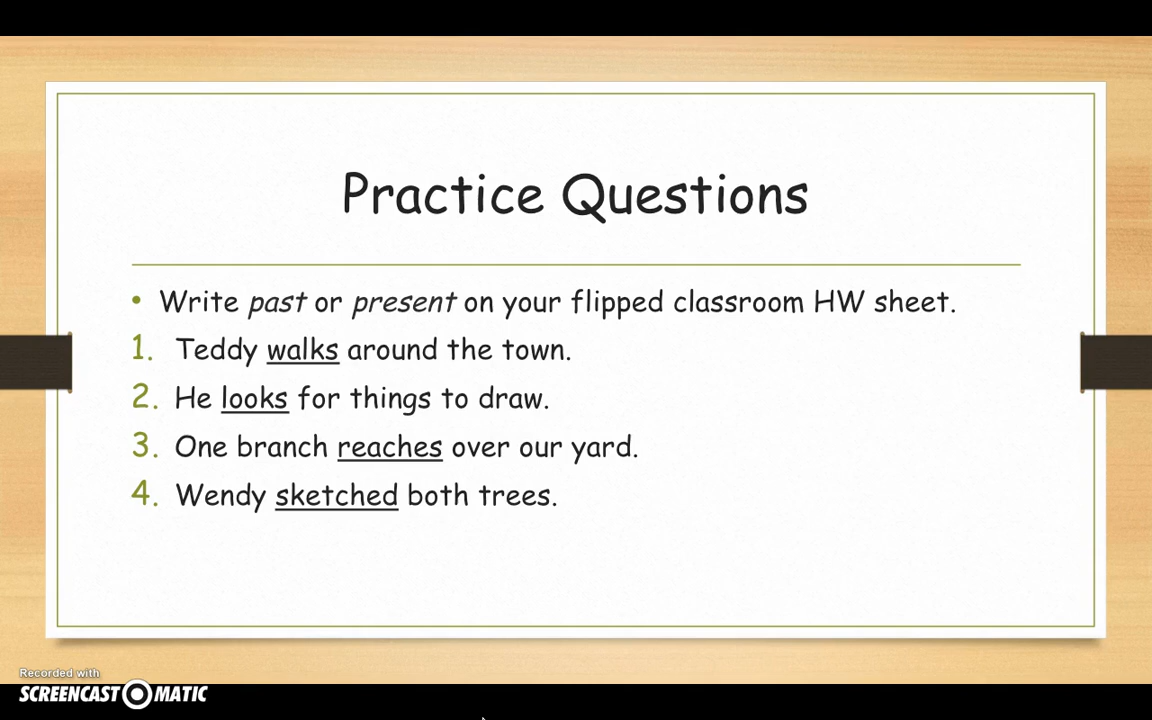 Practice Questions
• Write past or present on your flipped classroom HW sheet.
1. Teddy walks around the town.
2. He looks for things to draw.
3. One branch reaches over our yard.
4. Wendy sketched both trees.
Recorded with
SCREENCAST MATIC